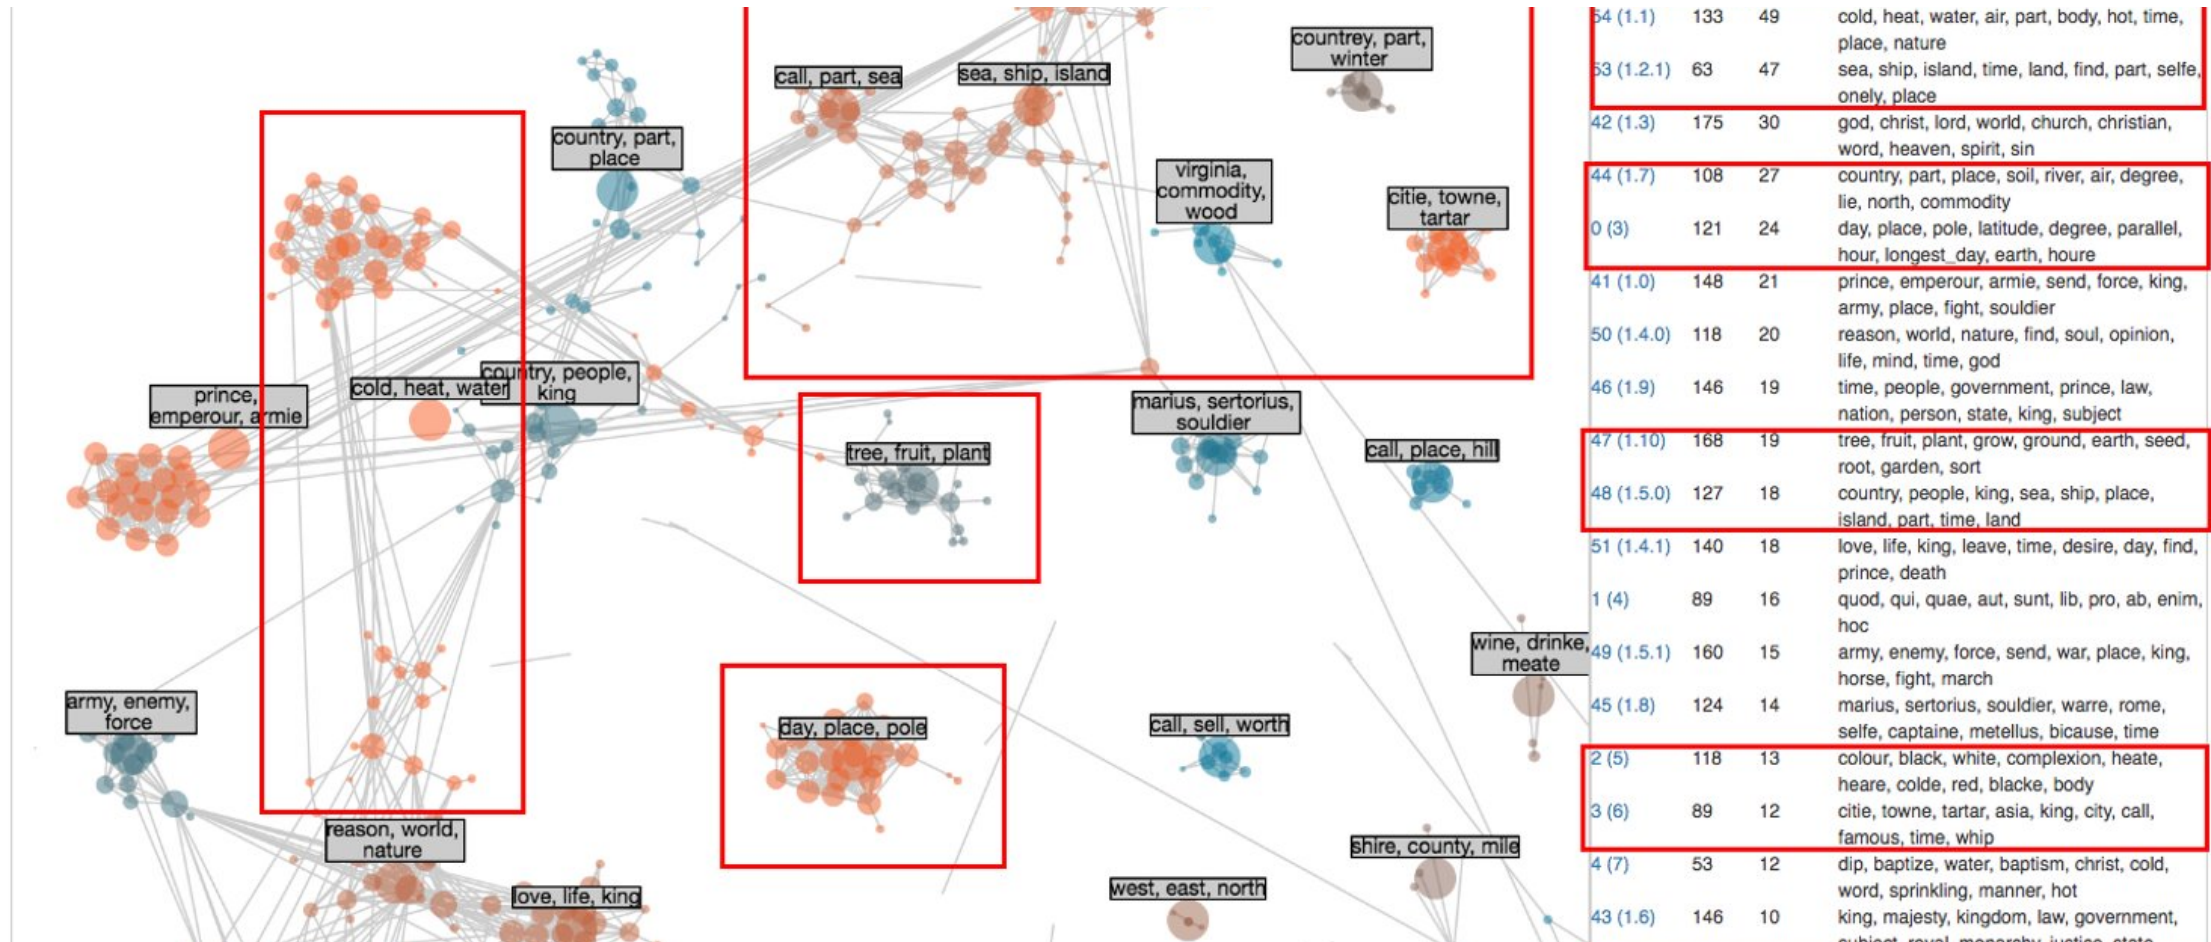 call, part, sea
sea, ship, island
countrey, part,
winter
country, part,
place
virginia,
commodity,
wood
citie, towne,
tartar
prince,
emperour, armie
cold, heat, water
country, people,
king
tree, fruit, plant
marius, sertorius,
souldier
call, place, hill
army, enemy,
force
day, place, pole
call, sell, worth
wine, drinke,
meate
reason, world,
nature
love, life, king
shire, county, mile
west, east, north
54 (1.1) 133 49 cold, heat, water, air, part, body, hot, time,
place, nature
53 (1.2.1) 63 47 sea, ship, island, time, land, find, part, selfe,
onely, place
42 (1.3) 175 30 god, christ, lord, world, church, christian,
word, heaven, spirit, sin
44 (1.7) 108 27 country, part, place, soil, river, air, degree,
lie, north, commodity
0 (3) 121 24 day, place, pole, latitude, degree, parallel,
hour, longest_day, earth, houre
41 (1.0) 148 21 prince, emperour, armie, send, force, king,
army, place, fight, souldier
50 (1.4.0) 118 20 reason, world, nature, find, soul, opinion,
life, mind, time, god
46 (1.9) 146 19 time, people, government, prince, law,
nation, person, state, king, subject
47 (1.10) 168 19 tree, fruit, plant, grow, ground, earth, seed,
root, garden, sort
48 (1.5.0) 127 18 country, people, king, sea, ship, place,
island, part, time, land
51 (1.4.1) 140 18 love, life, king, leave, time, desire, day, find,
prince, death
1 (4) 89 16 quod, qui, quae, aut, sunt, lib, pro, ab, enim,
hoc
49 (1.5.1) 160 15 army, enemy, force, send, war, place, king,
horse, fight, march
45 (1.8) 124 14 marius, sertorius, souldier, warre, rome,
selfe, captaine, metellus, bicause, time
2 (5) 118 13 colour, black, white, complexion, heate,
heare, colde, red, blacke, body
3 (6) 89 12 citie, towne, tartar, asia, king, city, call,
famous, time, whip
4 (7) 53 12 dip, baptize, water, baptism, christ, cold,
word, sprinkling, manner, hot
43 (1.6) 146 10 king, majesty, kingdom, law, government,
subject, royal, monarchy, justice, state